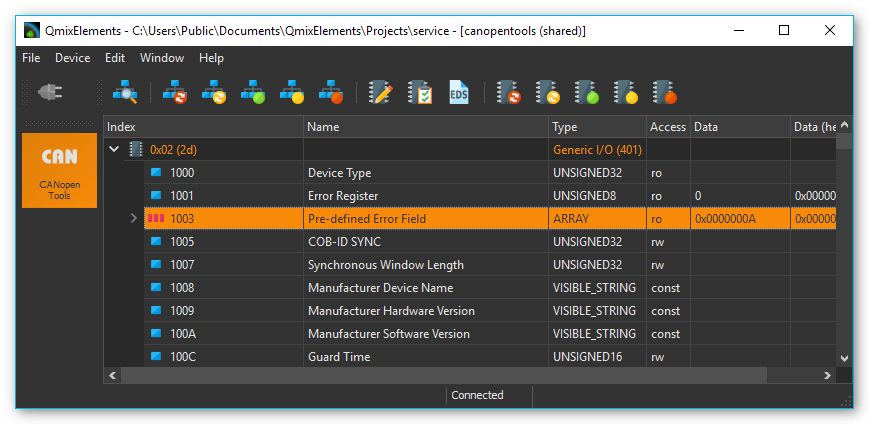 QmixElements - C:\Users\Public\Documents\QmixElements\Projects\service - [canopentools (shared)]
File Device Edit Window Help
EDS
CAN
CANopen
Tools
Index Name Type Access Data Data (he
0x02 (2d) Generic I/O (401)
1000 Device Type UNSIGNED32 ro
1001 Error Register UNSIGNED8 ro 0 0x00000
1003 Pre-defined Error Field ARRAY ro 0x0000000A 0x00000
1005 COB-ID SYNC UNSIGNED32 rw
1007 Synchronous Window Length UNSIGNED32 rw
1008 Manufacturer Device Name VISIBLE_STRING const
1009 Manufacturer Hardware Version VISIBLE_STRING const
100A Manufacturer Software Version VISIBLE_STRING const
100C Guard Time UNSIGNED16 rw
Connected